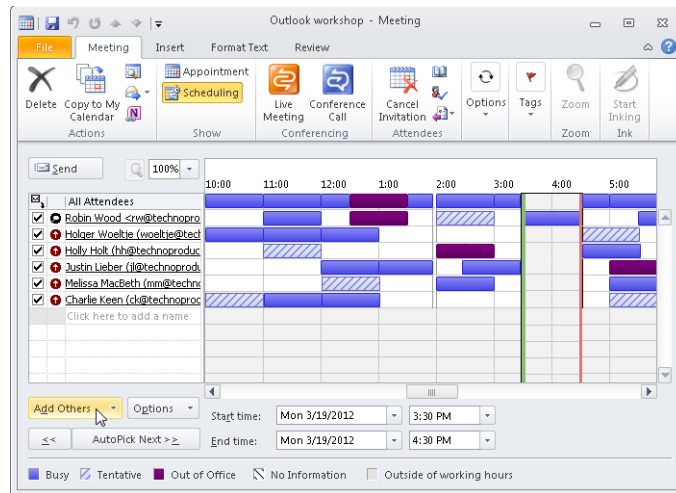 Outlook workshop - Meeting
File Meeting Insert Format Text Review
Delete Copy to My Calendar
Actions
Appointment
Scheduling
Show
Live Meeting Conference Call
Conferencing
Cancel Invitation
Attendees
Options
Tags
Zoom
Zoom
Start Inking
Ink
Send 100%
10:00 11:00 12:00 1:00 2:00 3:00 4:00 5:00
All Attendees
Robin Wood <rw@technopro
Holger Woeltje (woeltje@tech
Holly Holt (hh@technoproduc
Justin Lieber (jl@technoprodu
Melissa MacBeth (mm@techno
Charlie Keen (ck@technoproc
Click here to add a name
Add Others Options
Start time: Mon 3/19/2012 3:30 PM
<< AutoPick Next >>
End time: Mon 3/19/2012 4:30 PM
Busy Tentative Out of Office No Information Outside of working hours